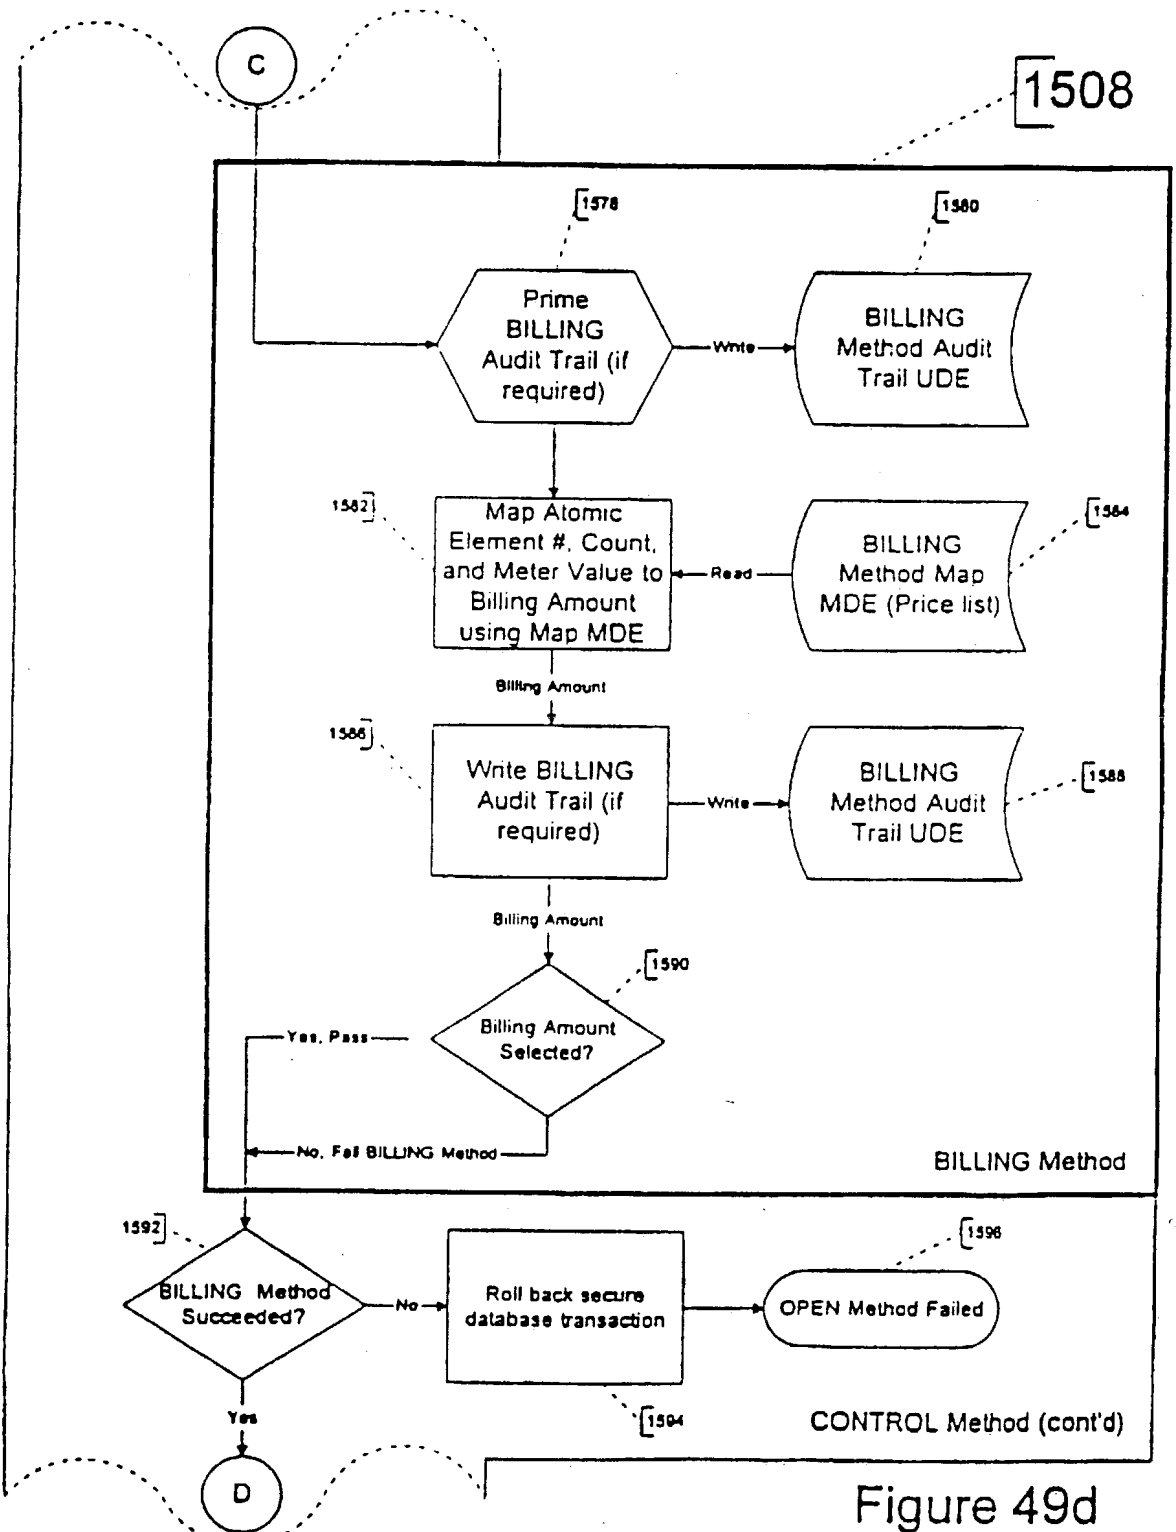 C
1508
1578
1580
Prime
BILLING
Audit Trail (if
required)
Write
BILLING
Method Audit
Trail UDE
1582
Map Atomic
Element #, Count,
and Meter Value to
Billing Amount
using Map MDE
Read
BILLING
Method Map
MDE (Price list)
1584
Billing Amount
1586
Write BILLING
Audit Trail (if
required)
Write
BILLING
Method Audit
Trail UDE
1588
Billing Amount
1590
Billing Amount
Selected?
Yes, Pass
No, Fail BILLING Method
BILLING Method
1592
BILLING Method
Succeeded?
No
Roll back secure
database transaction
1596
OPEN Method Failed
Yes
1594
CONTROL Method (cont'd)
D
Figure 49d